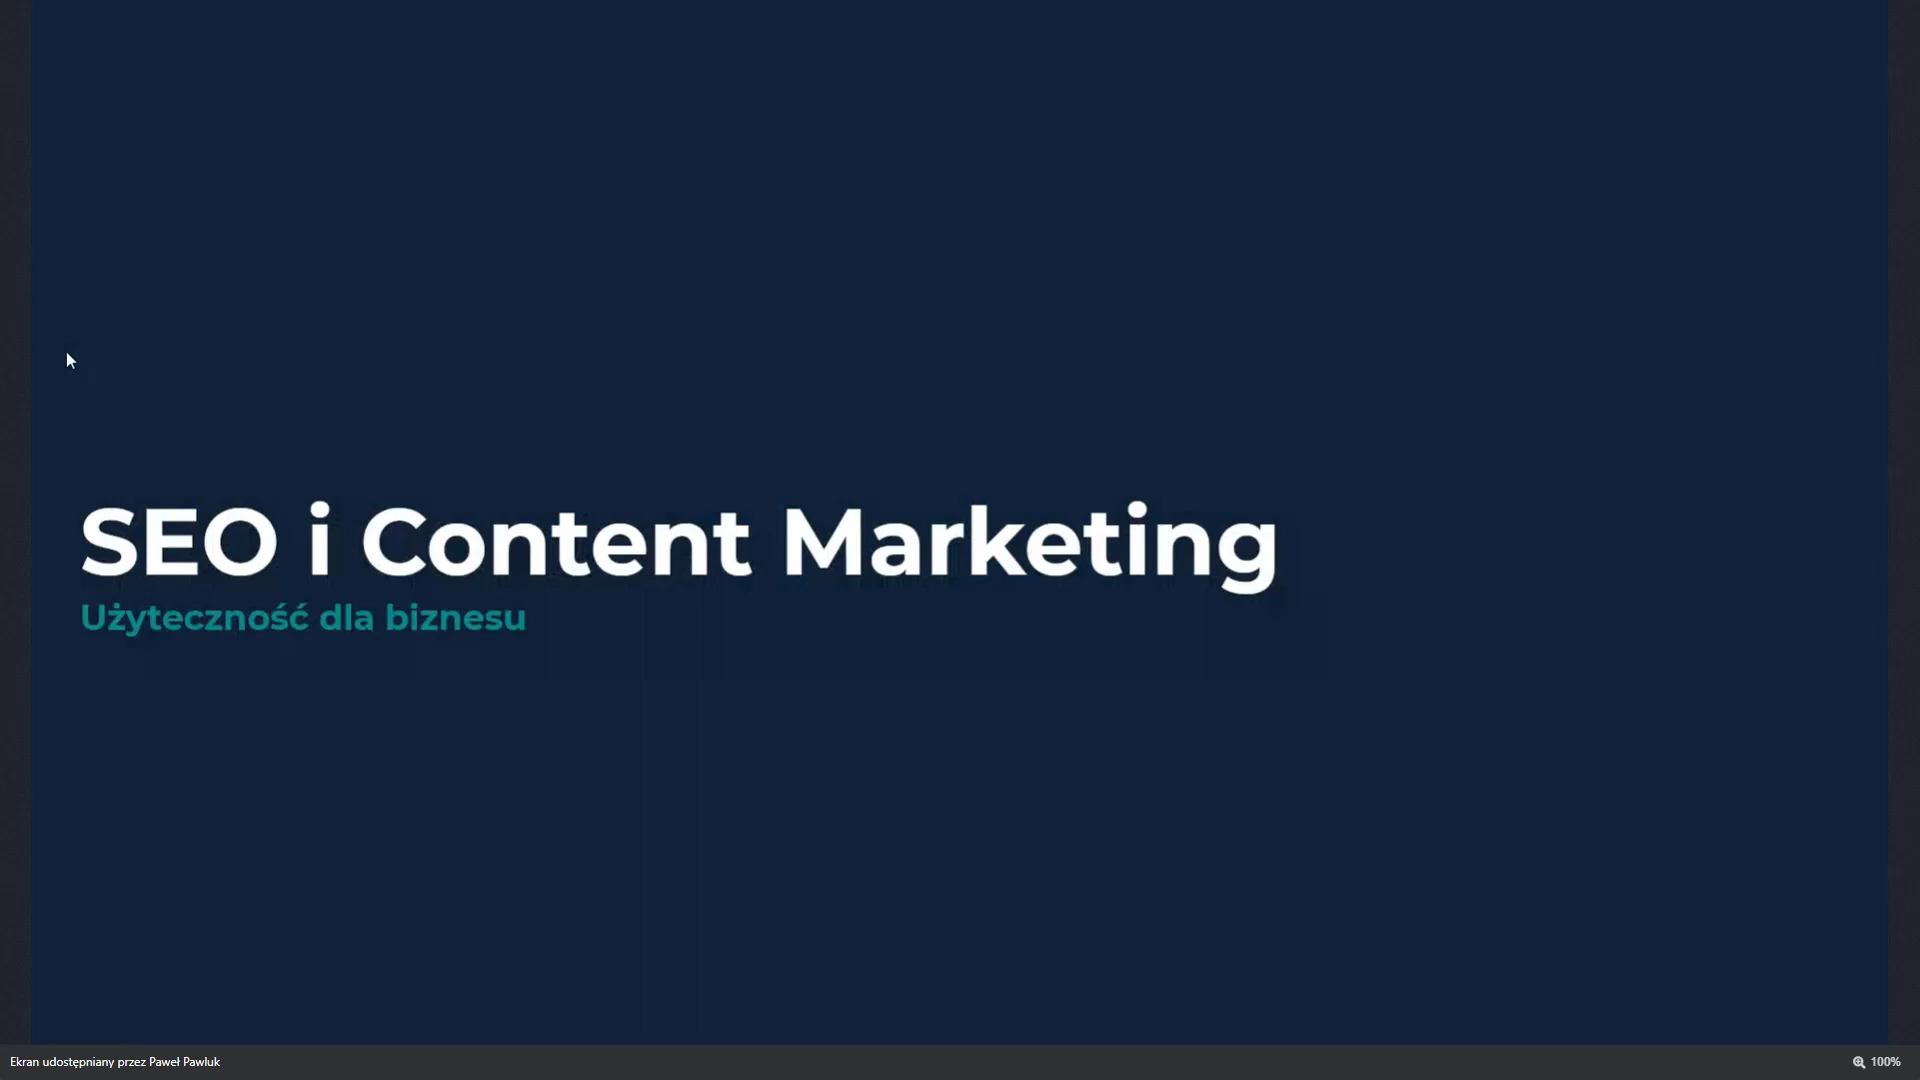 SEO i Content Marketing
Użyteczność dla biznesu
Ekran udostępniany przez Paweł Pawluk
100%